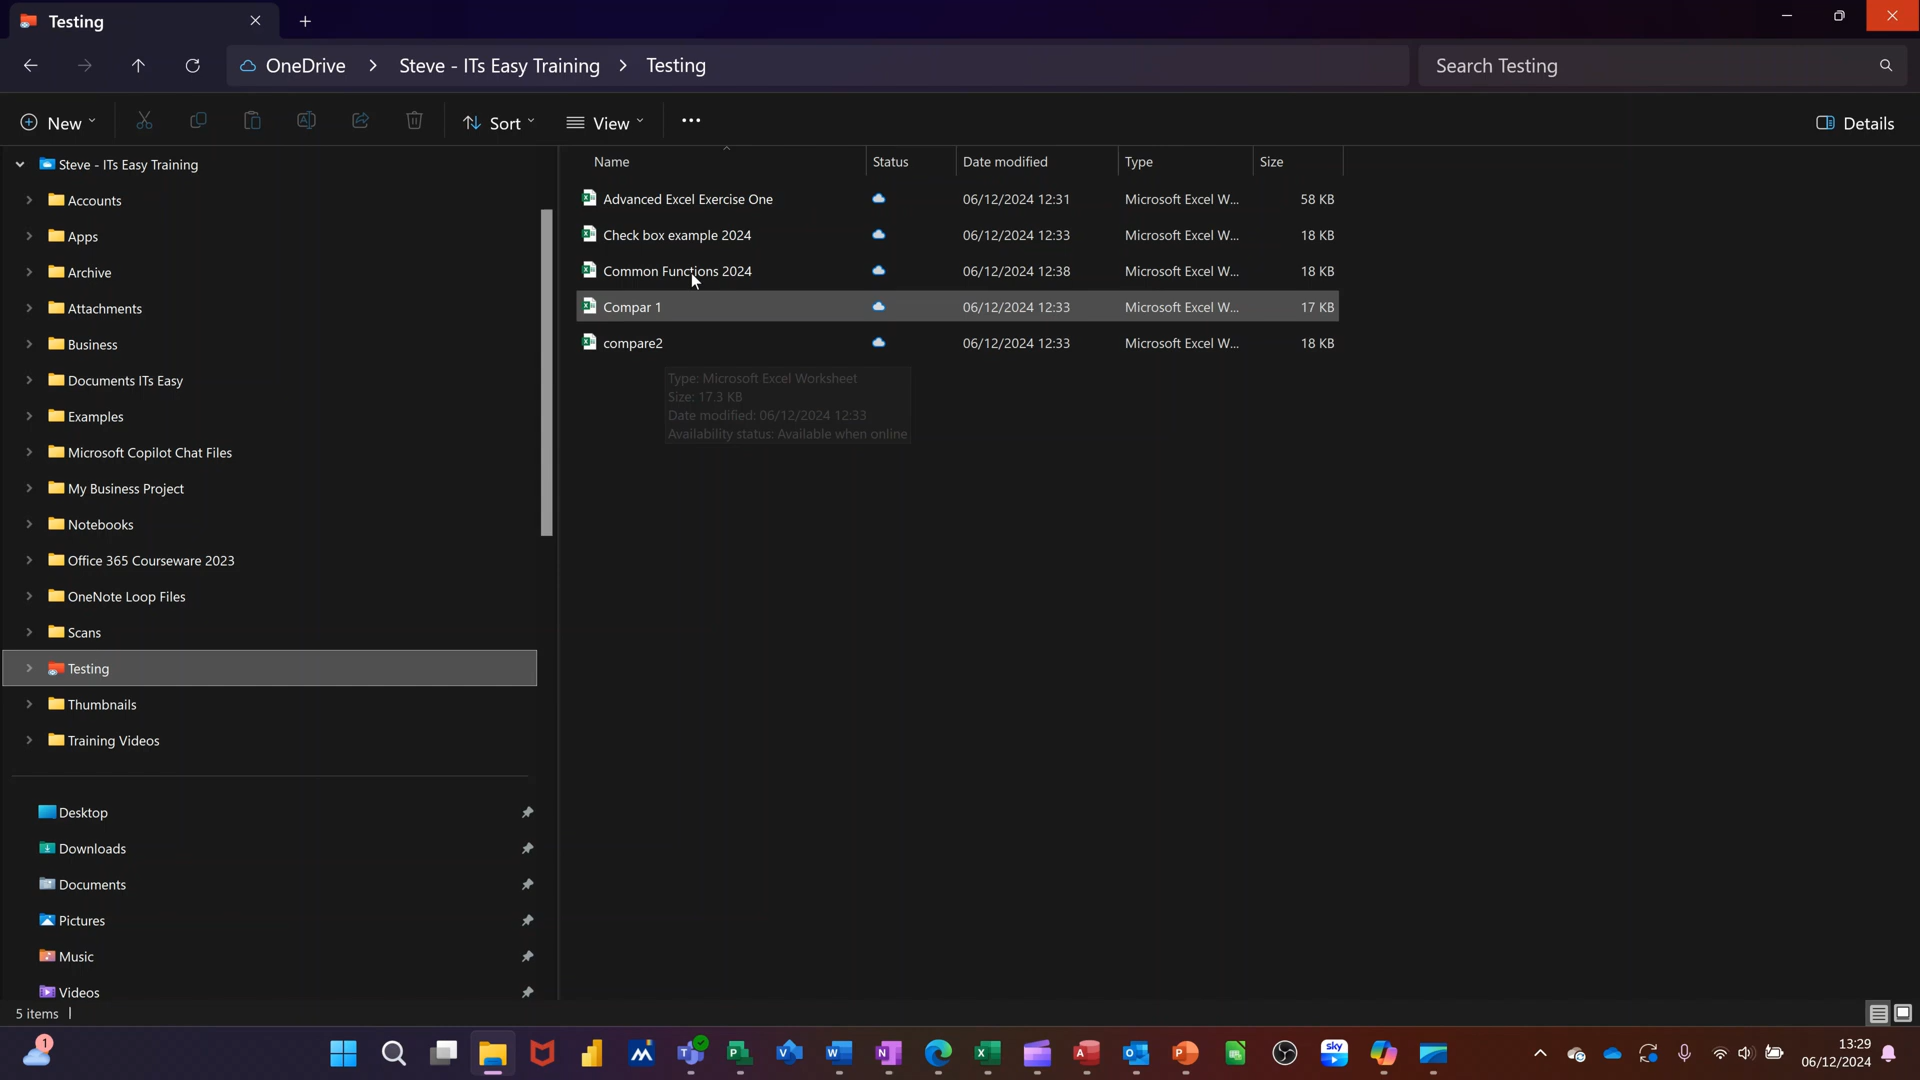 Testing
OneDrive > Steve - ITs Easy Training > Testing
Search Testing
New
Sort
View
Details
Steve - ITs Easy Training
Accounts
Apps
Archive
Attachments
Business
Documents ITs Easy
Examples
Microsoft Copilot Chat Files
My Business Project
Notebooks
Office 365 Courseware 2023
OneNote Loop Files
Scans
Testing
Thumbnails
Training Videos
Desktop
Downloads
Documents
Pictures
Music
Videos
Name Status Date modified Type Size
Advanced Excel Exercise One 06/12/2024 12:31 Microsoft Excel W... 58 KB
Check box example 2024 06/12/2024 12:33 Microsoft Excel W... 18 KB
Common Functions 2024 06/12/2024 12:38 Microsoft Excel W... 18 KB
Compar 1 06/12/2024 12:33 Microsoft Excel W... 17 KB
compare2 06/12/2024 12:33 Microsoft Excel W... 18 KB
Type: Microsoft Excel Worksheet
Size: 17.3 KB
Date modified: 06/12/2024 12:33
Availability status: Available when online
5 items
1
sky
13:29
06/12/2024